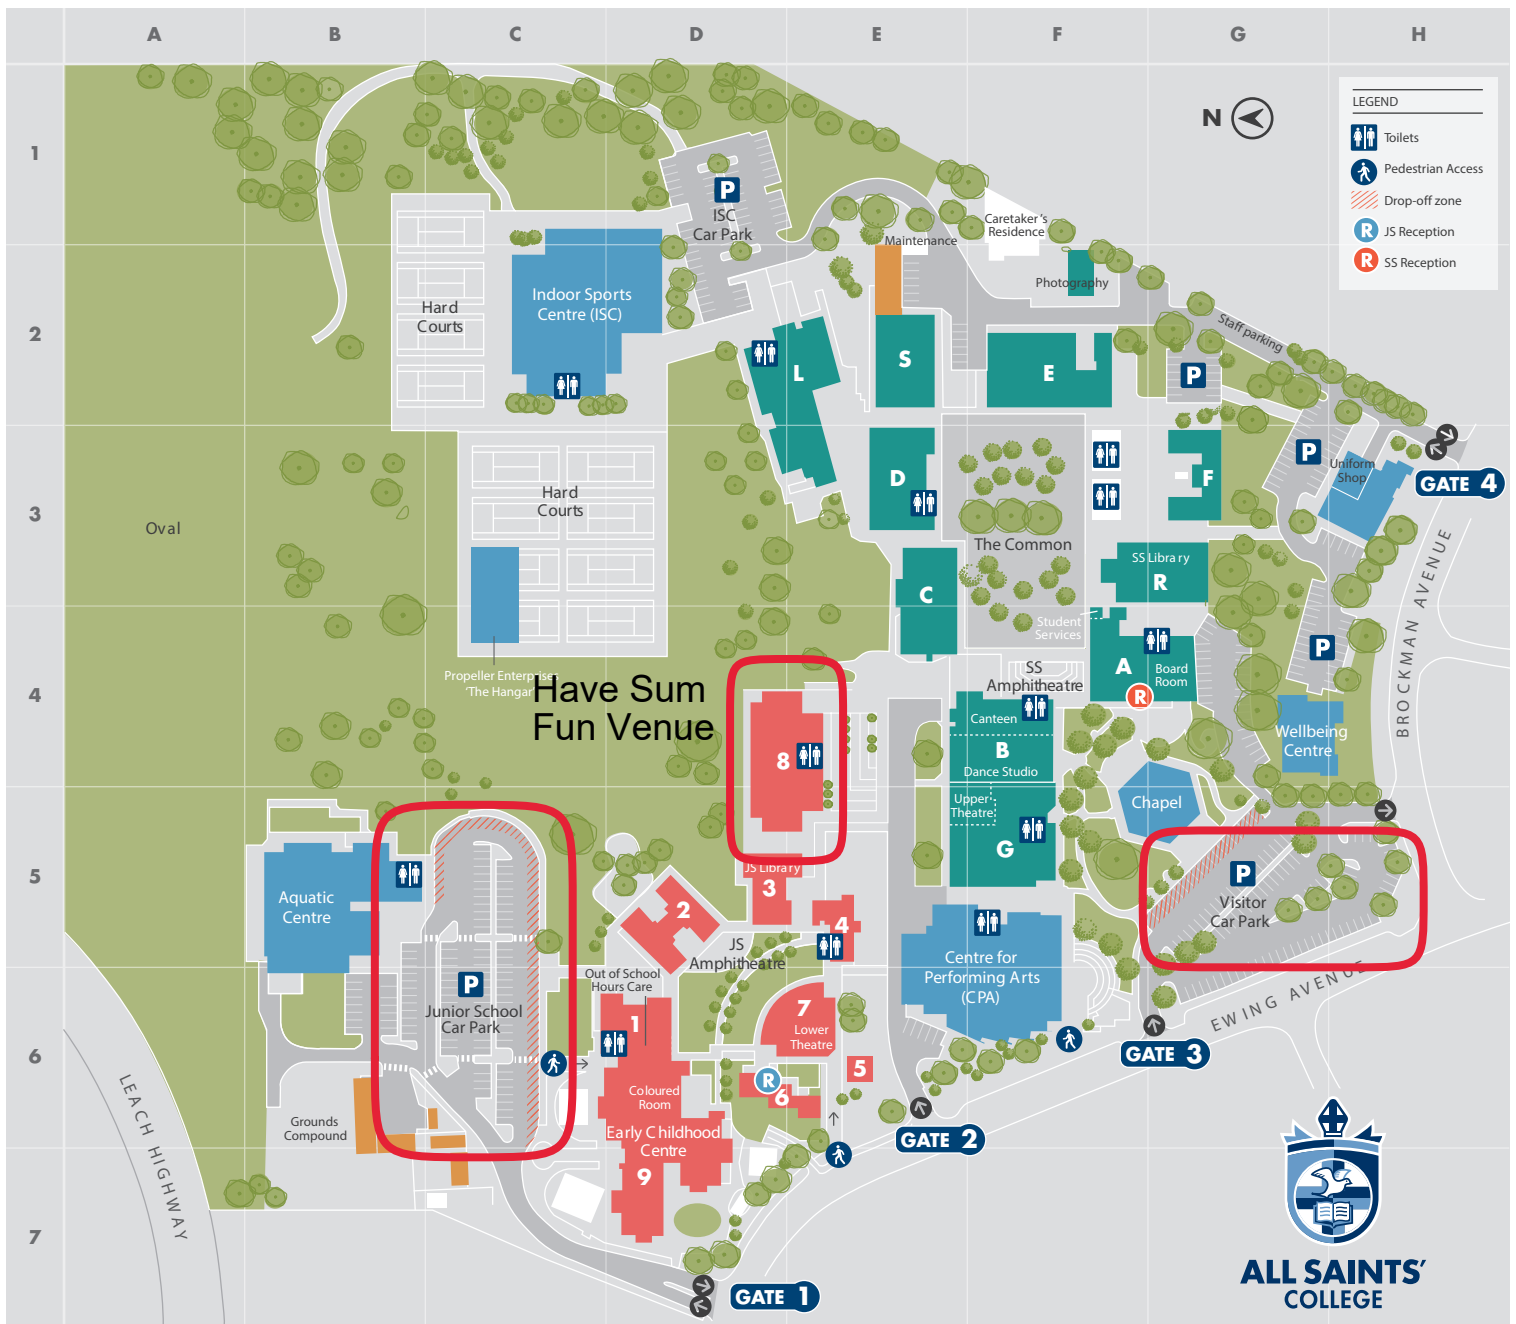 A B C D E F G H
1
2
3
4
5
6
7
N
LEGEND
Toilets
Pedestrian Access
Drop-off zone
R JS Reception
R SS Reception
P
ISC
Car Park
Maintenance
Caretaker's
Residence
Photography
Staff parking
Indoor Sports
Centre (ISC)
Hard
Courts
L
S
E
P
P
Uniform
Shop
GATE 4
Hard
Courts
Oval
D
F
The Common
SS Library
R
C
Student
Services
P
A
Board
Room
R
SS
Amphitheatre
BROCKMAN AVENUE
Propeller Enterprises
'The Hangar'
Have Sum
Fun Venue
8
Canteen
B
Dance Studio
Upper
Theatre
G
Wellbeing
Centre
Chapel
P
Visitor
Car Park
Aquatic
Centre
JS Library
3
2
4
JS
Amphitheatre
Centre for
Performing Arts
(CPA)
EWING AVENUE
P
Junior School
Car Park
Out of School
Hours Care
1
7
Lower
Theatre
5
R
6
GATE 3
GATE 2
Coloured
Room
Early Childhood
Centre
9
Grounds
Compound
LEACH HIGHWAY
GATE 1
ALL SAINTS'
COLLEGE